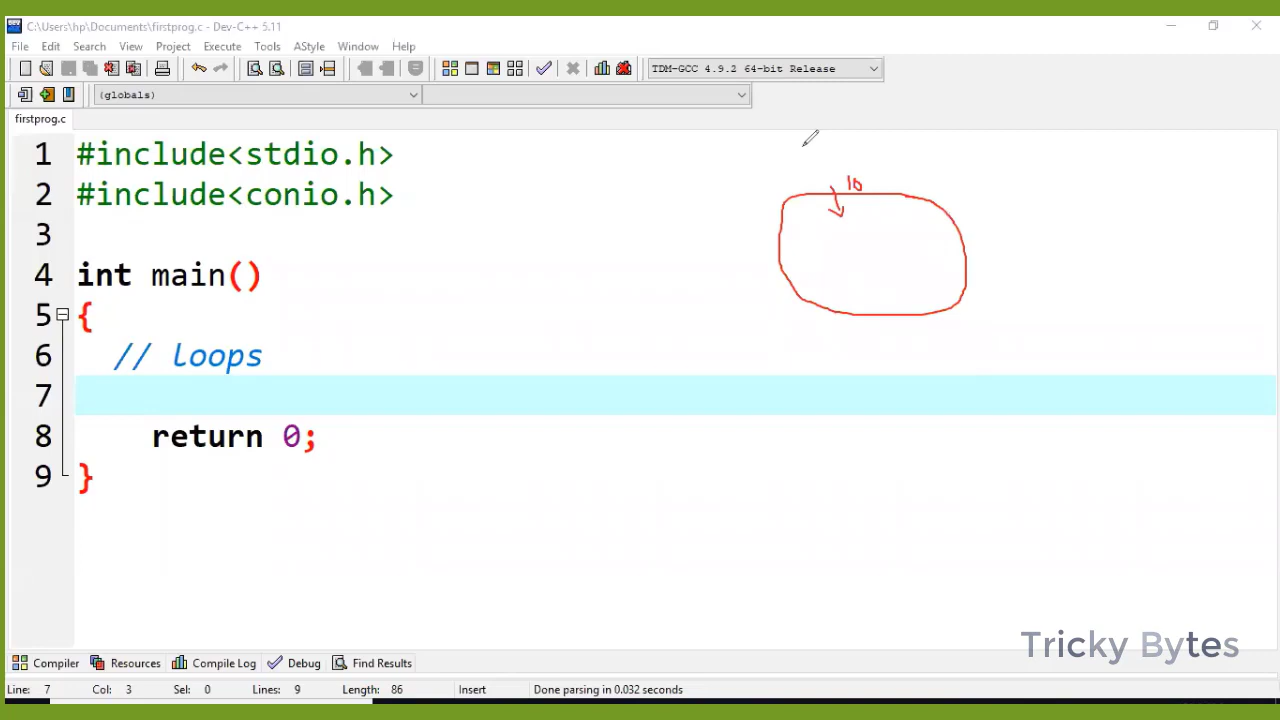 C:\Users\hp\Documents\firstprog.c - Dev-C++ 5.11
File Edit Search View Project Execute Tools AStyle Window Help
TDM-GCC 4.9.2 64-bit Release
(globals)
firstprog.c
1 #include<stdio.h>
2 #include<conio.h>
3
4 int main()
5 {
6 // loops
7
8 return 0;
9 }
10
Tricky Bytes
Compiler Resources Compile Log Debug Find Results
Line: 7 Col: 3 Sel: 0 Lines: 9 Length: 86 Insert Done parsing in 0.032 seconds